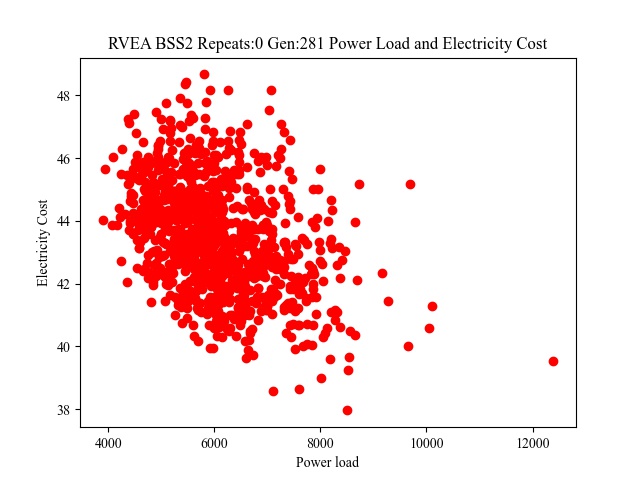 RVEA BSS2 Repeats:0 Gen:281 Power Load and Electricity Cost
48
46
44
42
40
38
Electricity Cost
4000 6000 8000 10000 12000
Power load